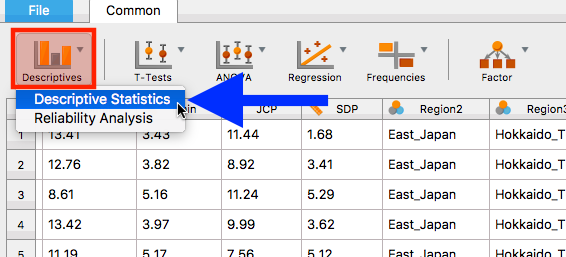 File Common
Descriptives T-Tests ANOVA Regression Frequencies Factor
Descriptive Statistics
Reliability Analysis
JCP SDP Region2 Region3
1 13.41 3.43 11.44 1.68 East_Japan Hokkaido_T
2 12.76 3.82 8.92 3.41 East_Japan Hokkaido_T
3 8.61 5.16 11.24 5.29 East_Japan Hokkaido_T
4 13.42 3.97 9.99 3.62 East_Japan Hokkaido_T
5 11.19 5.17 7.56 5.12 East_Japan Hokkaido_T